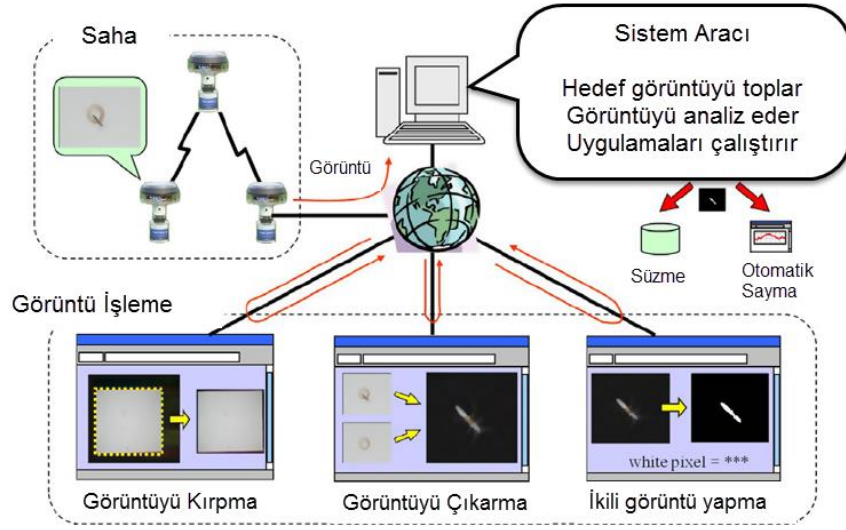 Saha
Sistem Aracı
Hedef görüntüyü toplar
Görüntüyü analiz eder
Uygulamaları çalıştırır
Görüntü
Süzme
Otomatik
Sayma
Görüntü İşleme
white pixel = ***
Görüntüyü Kırpma
Görüntüyü Çıkarma
İkili görüntü yapma